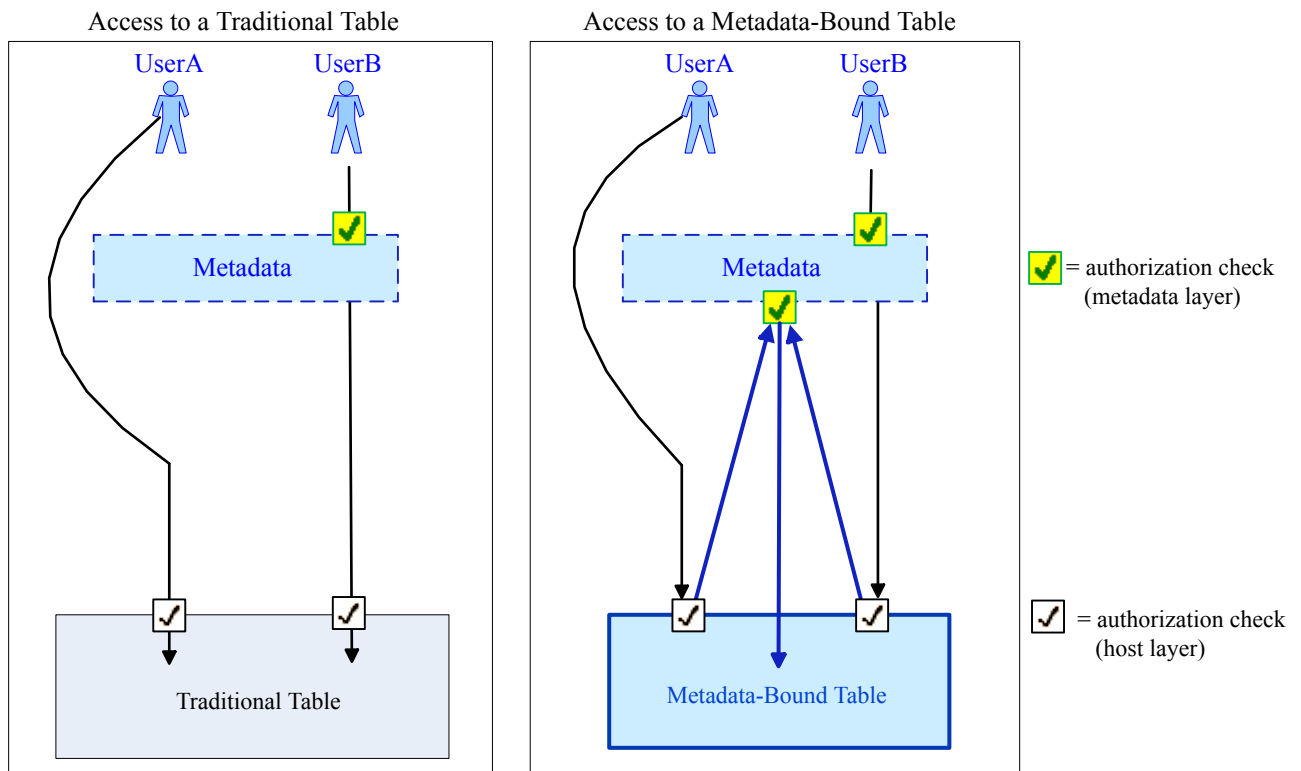 Access to a Traditional Table
UserA
UserB
Metadata
Traditional Table
Access to a Metadata-Bound Table
UserA
UserB
Metadata
Metadata-Bound Table
= authorization check
(metadata layer)
= authorization check
(host layer)